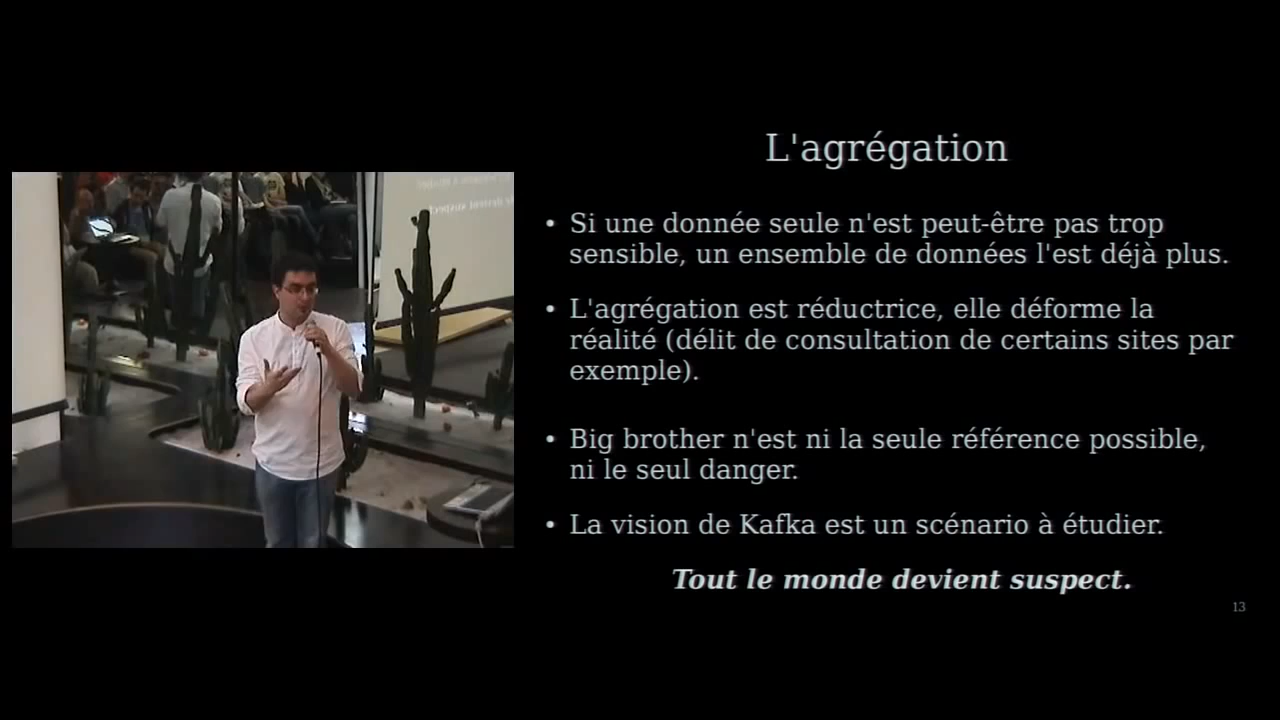 L'agrégation
• Si une donnée seule n'est peut-être pas trop
sensible, un ensemble de données l'est déjà plus.
• L'agrégation est réductrice, elle déforme la
réalité (délit de consultation de certains sites par
exemple).
• Big brother n'est ni la seule référence possible,
ni le seul danger.
• La vision de Kafka est un scénario à étudier.
Tout le monde devient suspect.
13